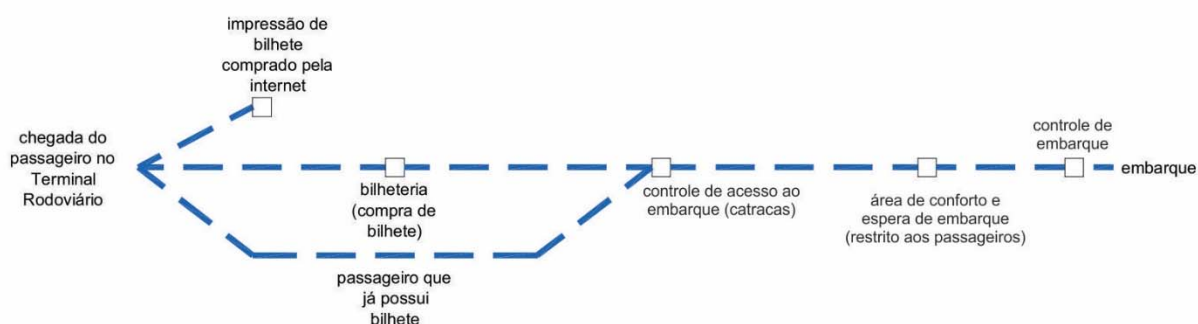 impressão de
bilhete
comprado pela
internet
chegada do
passageiro no
Terminal
Rodoviário
bilheteria
(compra de
bilhete)
passageiro que
já possui
bilhete
controle de acesso ao
embarque (catracas)
área de conforto e
espera de embarque
(restrito aos passageiros)
controle de
embarque
embarque